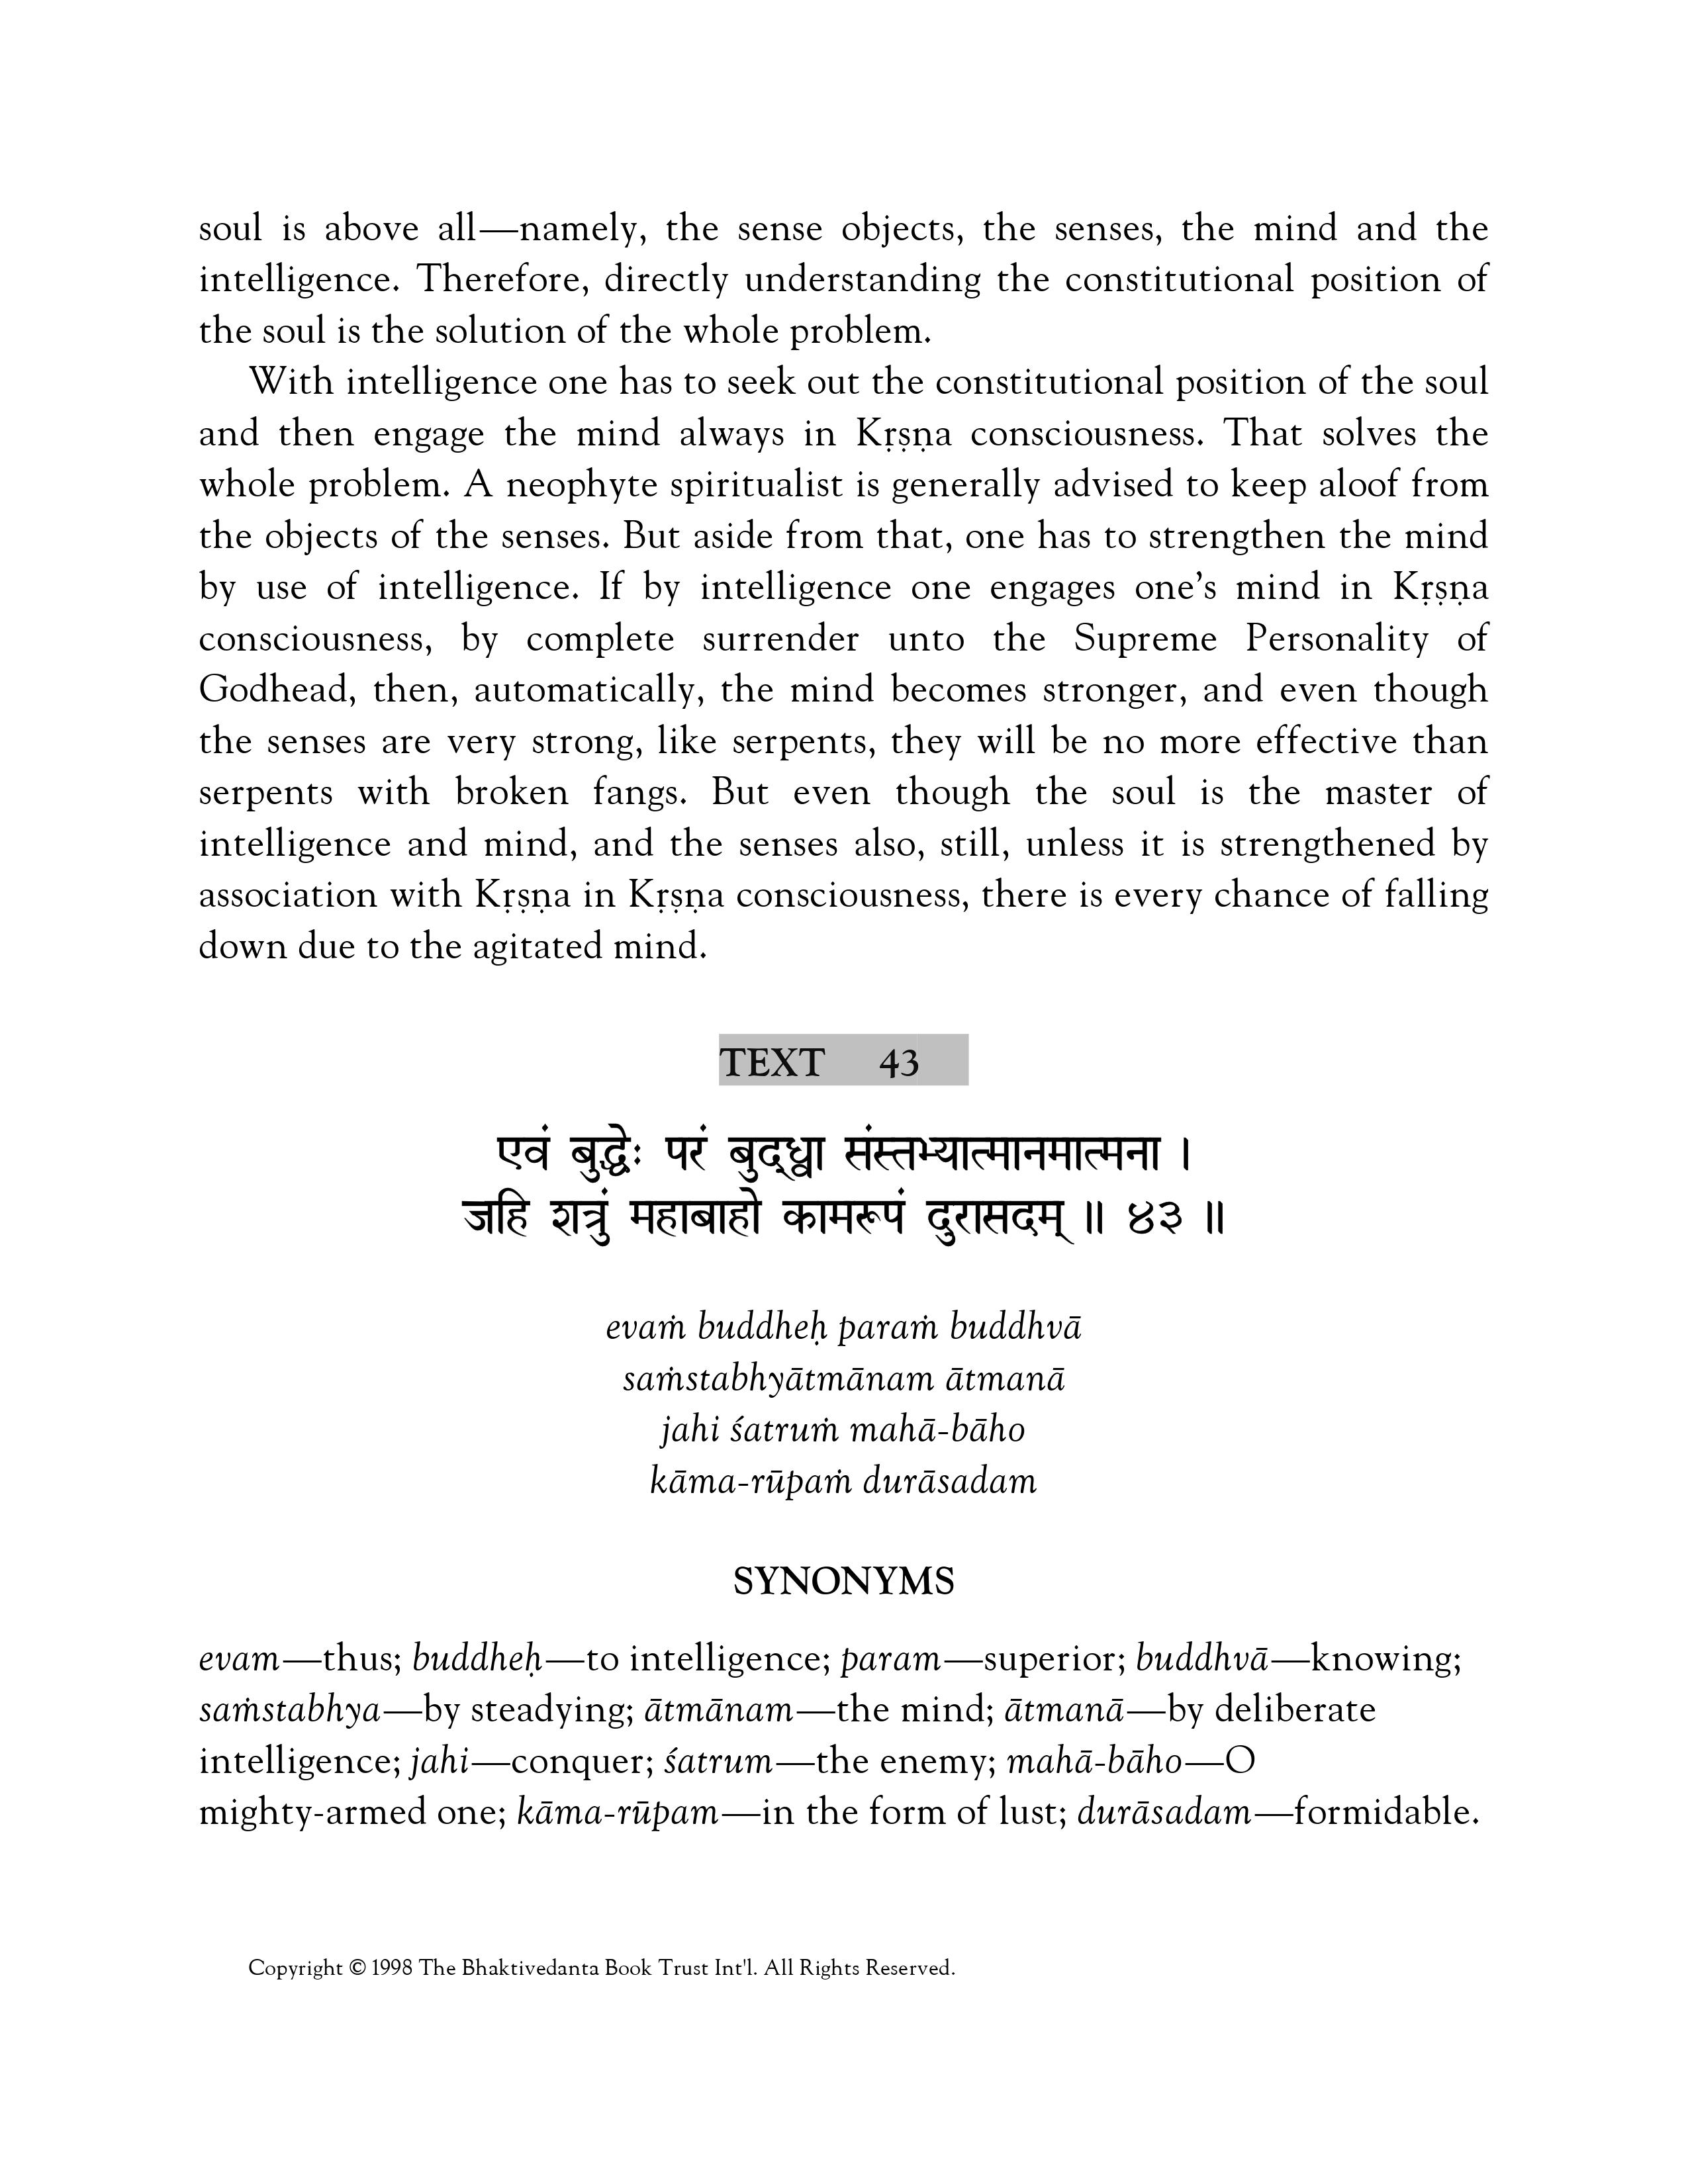 soul is above all—namely, the sense objects, the senses, the mind and the
intelligence. Therefore, directly understanding the constitutional position of
the soul is the solution of the whole problem.
With intelligence one has to seek out the constitutional position of the soul
and then engage the mind always in Kṛṣṇa consciousness. That solves the
whole problem. A neophyte spiritualist is generally advised to keep aloof from
the objects of the senses. But aside from that, one has to strengthen the mind
by use of intelligence. If by intelligence one engages one’s mind in Kṛṣṇa
consciousness, by complete surrender unto the Supreme Personality of
Godhead, then, automatically, the mind becomes stronger, and even though
the senses are very strong, like serpents, they will be no more effective than
serpents with broken fangs. But even though the soul is the master of
intelligence and mind, and the senses also, still, unless it is strengthened by
association with Kṛṣṇa in Kṛṣṇa consciousness, there is every chance of falling
down due to the agitated mind.
TEXT 43
एवं बुद्धेः परं बुद्ध्वा संस्तभ्यात्मानमात्मना ।
जहि शत्रुं महाबाहो कामरूपं दुरासदम् ॥ ४३ ॥
evaṁ buddheḥ paraṁ buddhvā
saṁstabhyātmānam ātmanā
jahi śatruṁ mahā-bāho
kāma-rūpaṁ durāsadam
SYNONYMS
evam—thus; buddheḥ—to intelligence; param—superior; buddhvā—knowing;
saṁstabhya—by steadying; ātmānam—the mind; ātmanā—by deliberate
intelligence; jahi—conquer; śatrum—the enemy; mahā-bāho—O
mighty-armed one; kāma-rūpam—in the form of lust; durāsadam—formidable.
Copyright © 1998 The Bhaktivedanta Book Trust Int'l. All Rights Reserved.